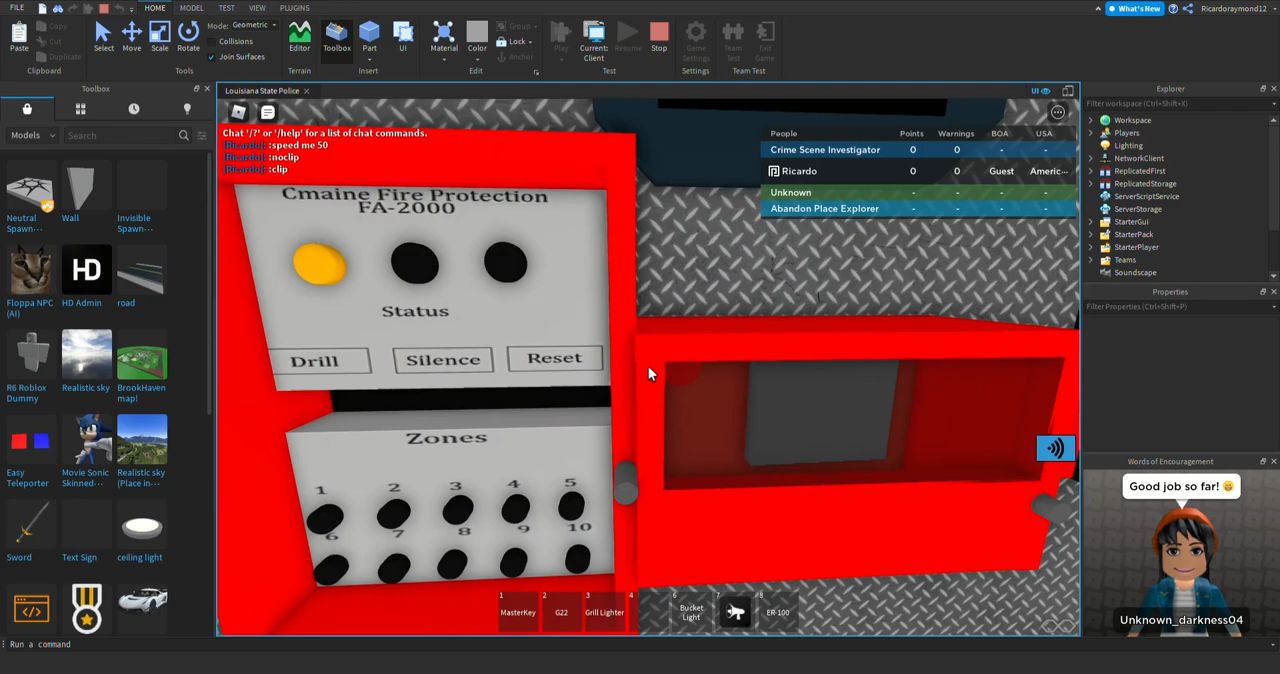 FILE HOME MODEL TEST VIEW PLUGINS What's New Ricardoraymond12
Paste Copy Cut Duplicate Clipboard
Select Move Scale Rotate Mode: Geometric Collisions Join Surfaces Tools
Editor Terrain
Toolbox Part UI Insert
Material Color Group Lock Anchor Edit
Play Current: Client Resume Stop Test
Game Settings Settings
Team Test Exit Game Team Test
Toolbox
Models Search
Neutral Spawn... Wall Invisible Spawn...
Floppa NPC (AI) HD Admin road
HD
R6 Roblox Dummy Realistic sky BrookHaven map!
Easy Teleporter Movie Sonic Skinned... Realistic sky (Place in...
Sword Text Sign ceiling light
Louisiana State Police
UI
Chat '/?' or '/help' for a list of chat commands.
[Ricardo]: :speed me 50
[Ricardo]: :noclip
[Ricardo]: :clip
People Points Warnings BOA USA
Crime Scene Investigator 0 0 - -
Ricardo 0 0 Guest Americ...
Unknown - - - -
Abandon Place Explorer - - - -
Cmaine Fire Protection
FA-2000
Status
Drill Silence Reset
Zones
1 2 3 4 5
6 7 8 9 10
1 MasterKey 2 G22 3 Grill Lighter 4 6 Bucket Light 7 8 ER-100
Explorer
Filter workspace (Ctrl+Shift+X)
Workspace
Players
Lighting
NetworkClient
ReplicatedFirst
ReplicatedStorage
ServerScriptService
ServerStorage
StarterGui
StarterPack
StarterPlayer
Teams
Soundscape
Properties
Filter Properties (Ctrl+Shift+P)
Words of Encouragement
Good job so far! 😄
Unknown_darkness04
Run a command